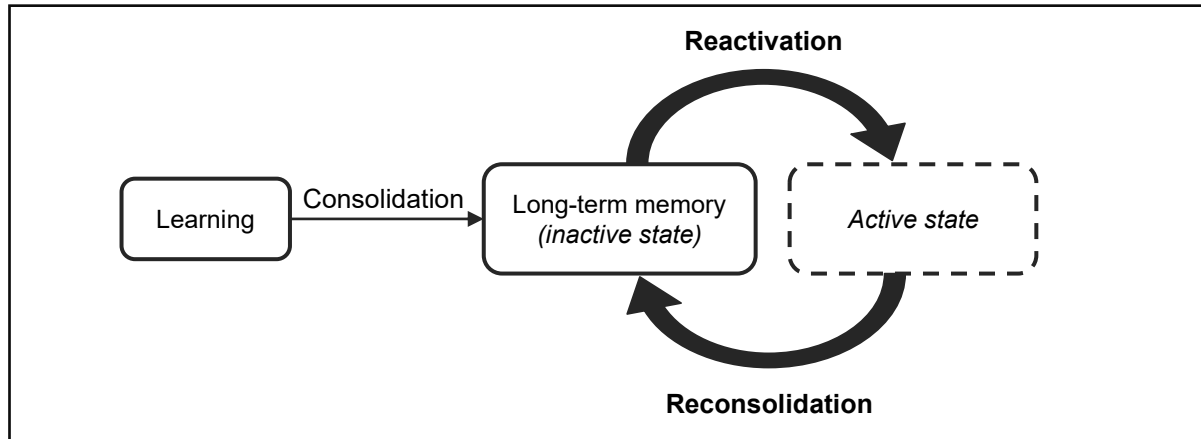 Reactivation
Learning
Consolidation
Long-term memory
(inactive state)
Active state
Reconsolidation